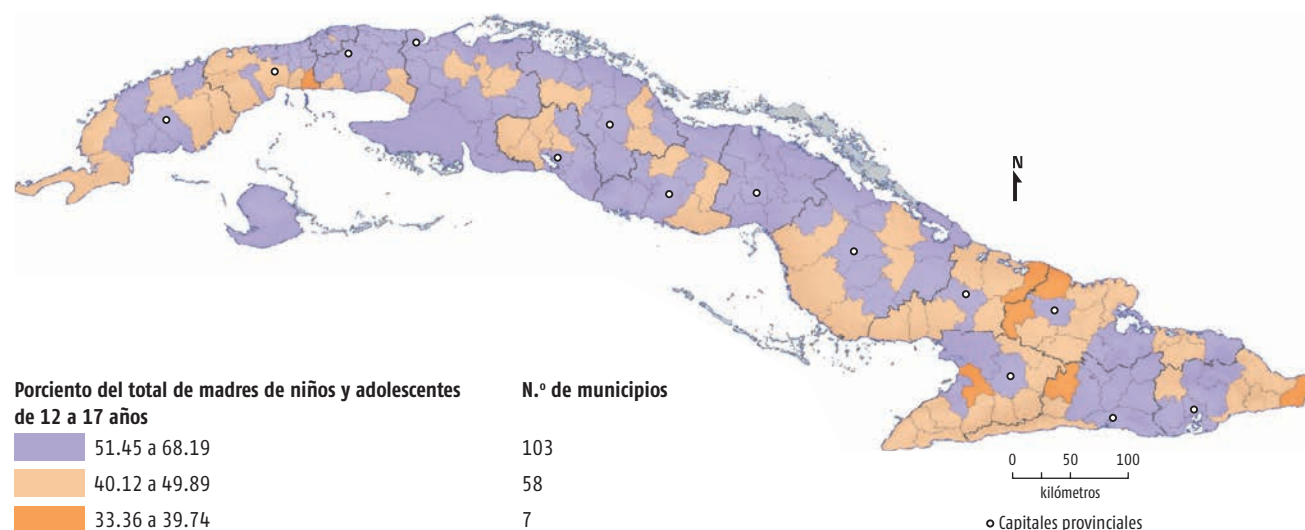 N
Porciento del total de madres de niños y adolescentes
de 12 a 17 años
N.º de municipios
51.45 a 68.19
103
40.12 a 49.89
58
33.36 a 39.74
7
0 50 100
kilómetros
Capitales provinciales